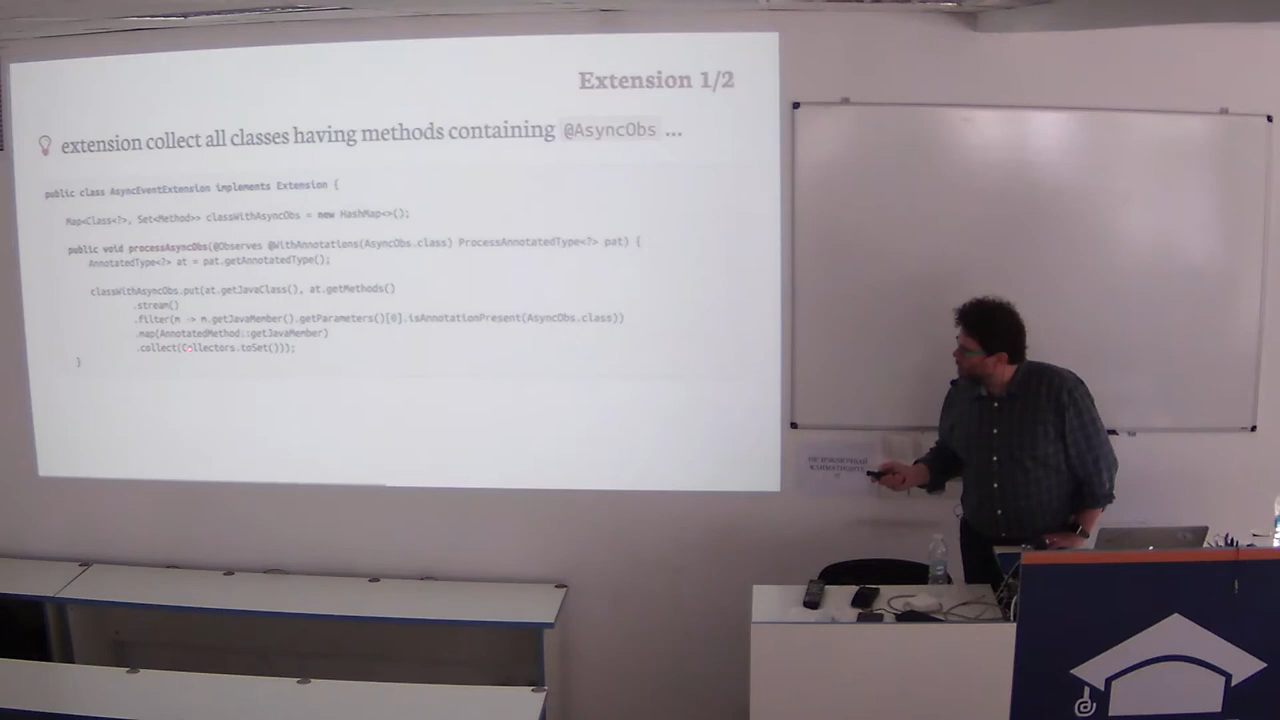 Extension 1/2
extension collect all classes having methods containing @AsyncObs ...
public class AsyncEventExtension implements Extension {
Map<Class<?>, Set<Method>> classWithAsyncObs = new HashMap<>();
public void processAsyncObs(@Observes @WithAnnotations(AsyncObs.class) ProcessAnnotatedType<?> pat) {
AnnotatedType<?> at = pat.getAnnotatedType();
classWithAsyncObs.put(at.getJavaClass(), at.getMethods()
.stream()
.filter(m -> m.getJavaMember().getParameters()[0].isAnnotationPresent(AsyncObs.class))
.map(AnnotatedMethod::getJavaMember)
.collect(Collectors.toSet()));
}